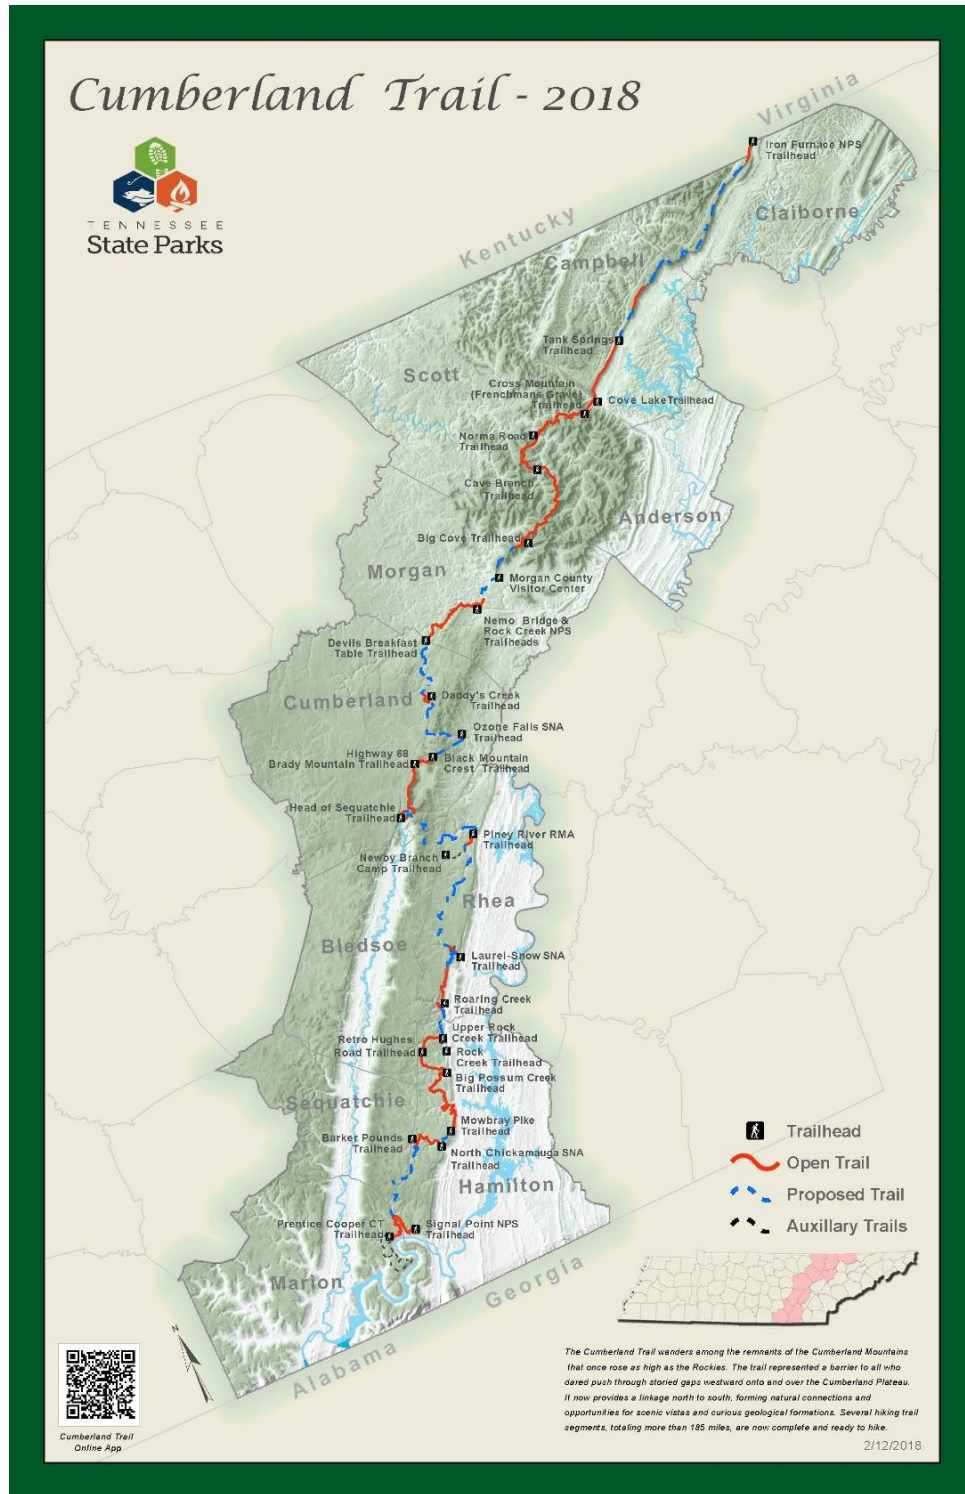 Cumberland Trail - 2018
TENNESSEE
State Parks
Virginia
Iron Furnace NPS
Trailhead
Claiborne
Kentucky
Campbell
Tank Springs
Trailhead
Scott
Cross Mountain
(Frenchmans Grave)
Trailhead
Cove Lake Trailhead
Norma Road
Trailhead
Cave Branch
Trailhead
Anderson
Big Cove Trailhead
Morgan
Morgan County
Visitor Center
Nemo Bridge &
Rock Creek NPS
Trailheads
Devils Breakfast
Table Trailhead
Cumberland
Daddy's Creek
Trailhead
Ozone Falls SNA
Trailhead
Highway 68
Brady Mountain Trailhead
Black Mountain
Crest Trailhead
Head of Sequatchie
Trailhead
Piney River RMA
Trailhead
Newby Branch
Camp Trailhead
Rhea
Bledsoe
Laurel-Snow SNA
Trailhead
Roaring Creek
Trailhead
Upper Rock
Creek Trailhead
Retro Hughes
Road Trailhead
Rock
Creek Trailhead
Big Possum Creek
Trailhead
Sequatchie
Mowbray Pike
Trailhead
Barker Pounds
Trailhead
North Chickamauga SNA
Trailhead
Hamilton
Prentice Cooper CT
Trailhead
Signal Point NPS
Trailhead
Marion
Georgia
Alabama
Trailhead
Open Trail
Proposed Trail
Auxillary Trails
N
Cumberland Trail
Online App
The Cumberland Trail wanders among the remnants of the Cumberland Mountains
that once rose as high as the Rockies. The trail represented a barrier to all who
dared push through storied gaps westward onto and over the Cumberland Plateau.
It now provides a linkage north to south, forming natural connections and
opportunities for scenic vistas and curious geological formations. Several hiking trail
segments, totaling more than 185 miles, are now complete and ready to hike.
2/12/2018